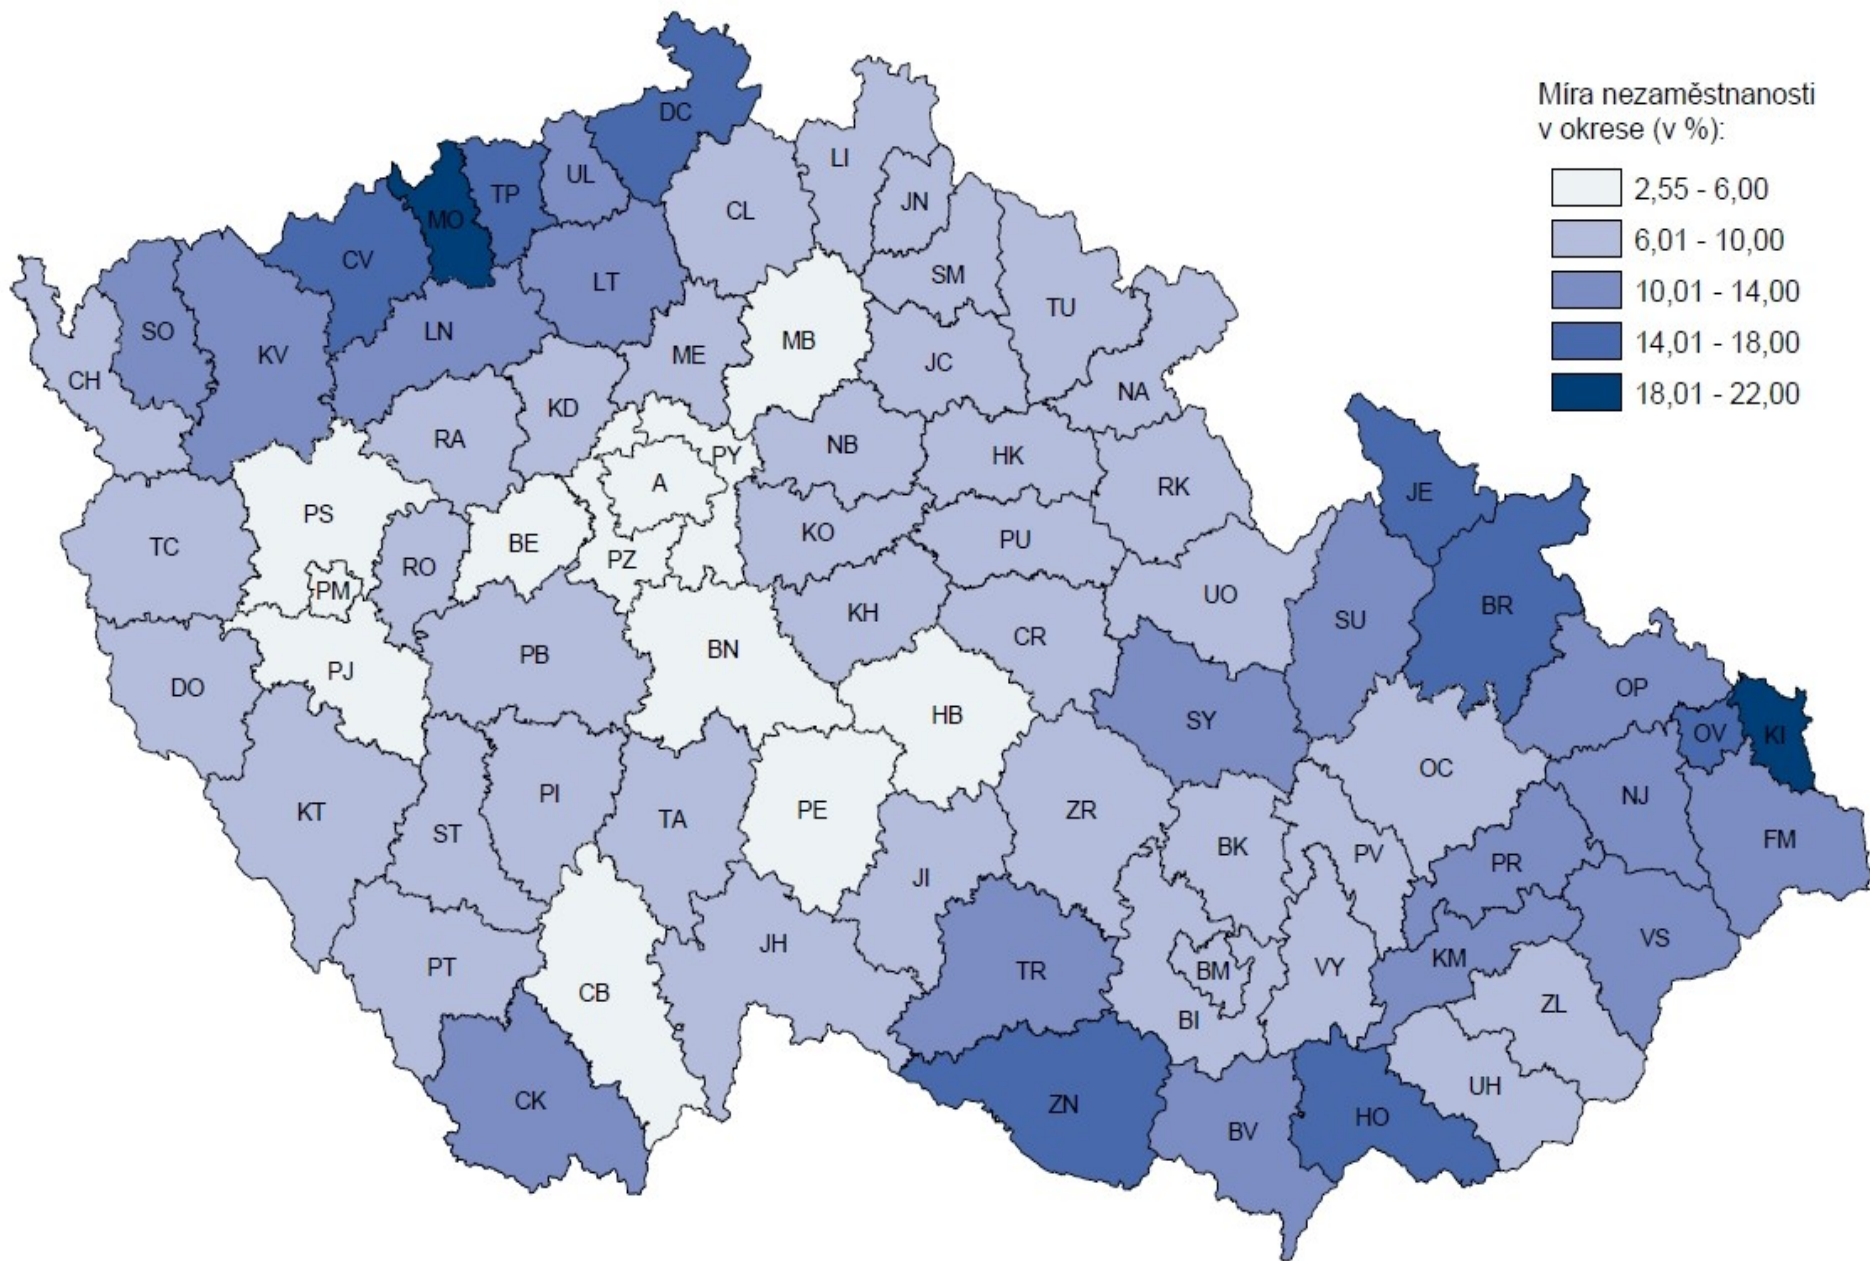 Míra nezaměstnanosti
v okrese (v %):
2,55 - 6,00
6,01 - 10,00
10,01 - 14,00
14,01 - 18,00
18,01 - 22,00
DC
LI
UL
TP
JN
CL
MO
CV
SM
LT
TU
SO
LN
KV
MB
ME
JC
CH
NA
KD
RA
NB
PY
HK
A
RK
JE
PS
KO
PU
BE
TC
PZ
RO
PM
UO
BR
KH
SU
CR
BN
PB
PJ
DO
OP
HB
SY
OV
KI
OC
PI
NJ
PE
KT
ZR
TA
ST
FM
BK
PV
PR
JI
JH
VS
KM
PT
TR
BM
VY
CB
ZL
BI
UH
CK
ZN
HO
BV